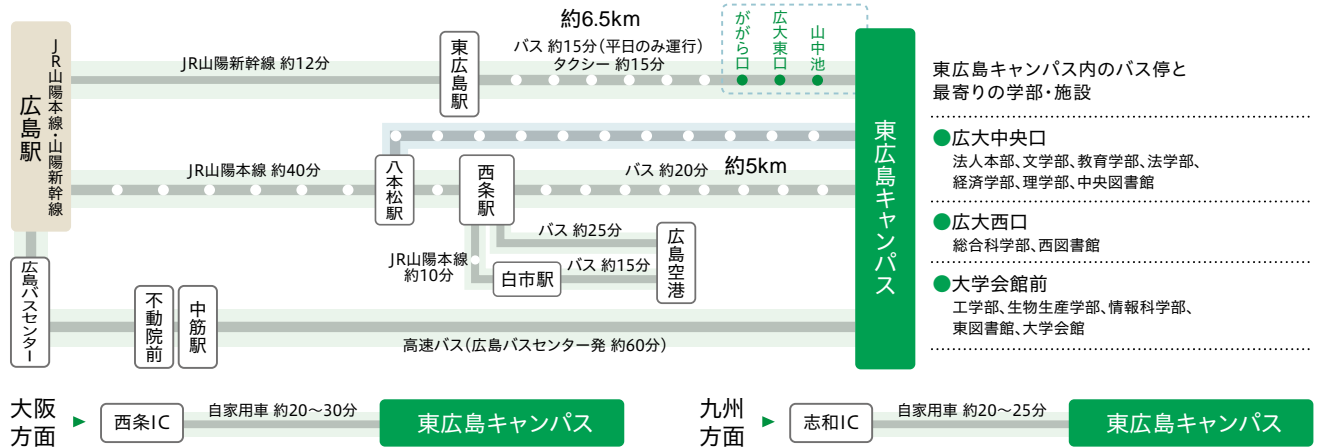 広島駅
JR山陽本線・山陽新幹線
JR山陽新幹線 約12分
東広島駅
約6.5km
バス 約15分(平日のみ運行)
タクシー 約15分
ががら口
広大東口
山中池
東広島キャンパス
JR山陽本線 約40分
八本松駅
西条駅
バス 約20分
約5km
バス 約25分
JR山陽本線
約10分
白市駅
バス 約15分
広島空港
広島バスセンター
不動院前
中筋駅
高速バス(広島バスセンター発 約60分)
東広島キャンパス内のバス停と
最寄りの学部・施設
●広大中央口
法人本部、文学部、教育学部、法学部、
経済学部、理学部、中央図書館
●広大西口
総合科学部、西図書館
●大学会館前
工学部、生物生産学部、情報科学部、
東図書館、大学会館
大阪
方面
西条IC
自家用車 約20〜30分
東広島キャンパス
九州
方面
志和IC
自家用車 約20〜25分
東広島キャンパス